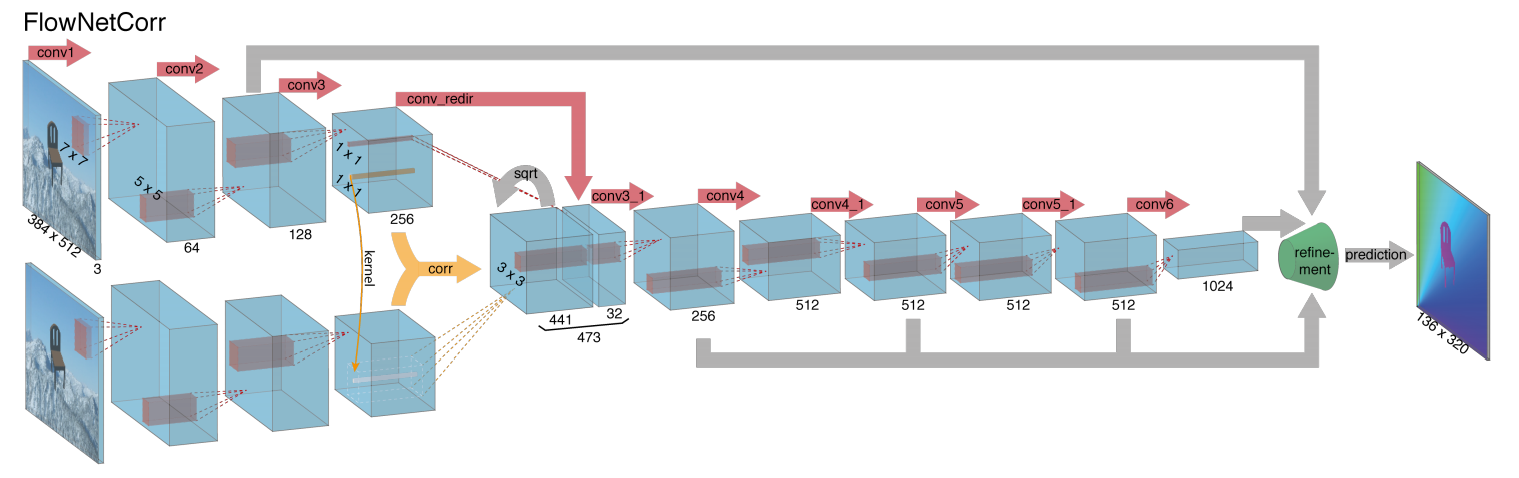 FlowNetCorr
conv1
conv2
conv3
conv_redir
7 x 7
5 x 5
1 x 1
1 x 1
384 x 512
3
64
128
256
kernel
corr
sqrt
conv3_1
conv4
conv4_1
conv5
conv5_1
conv6
3 x 3
441
32
473
256
512
512
512
512
1024
refine-
ment
prediction
136 x 320